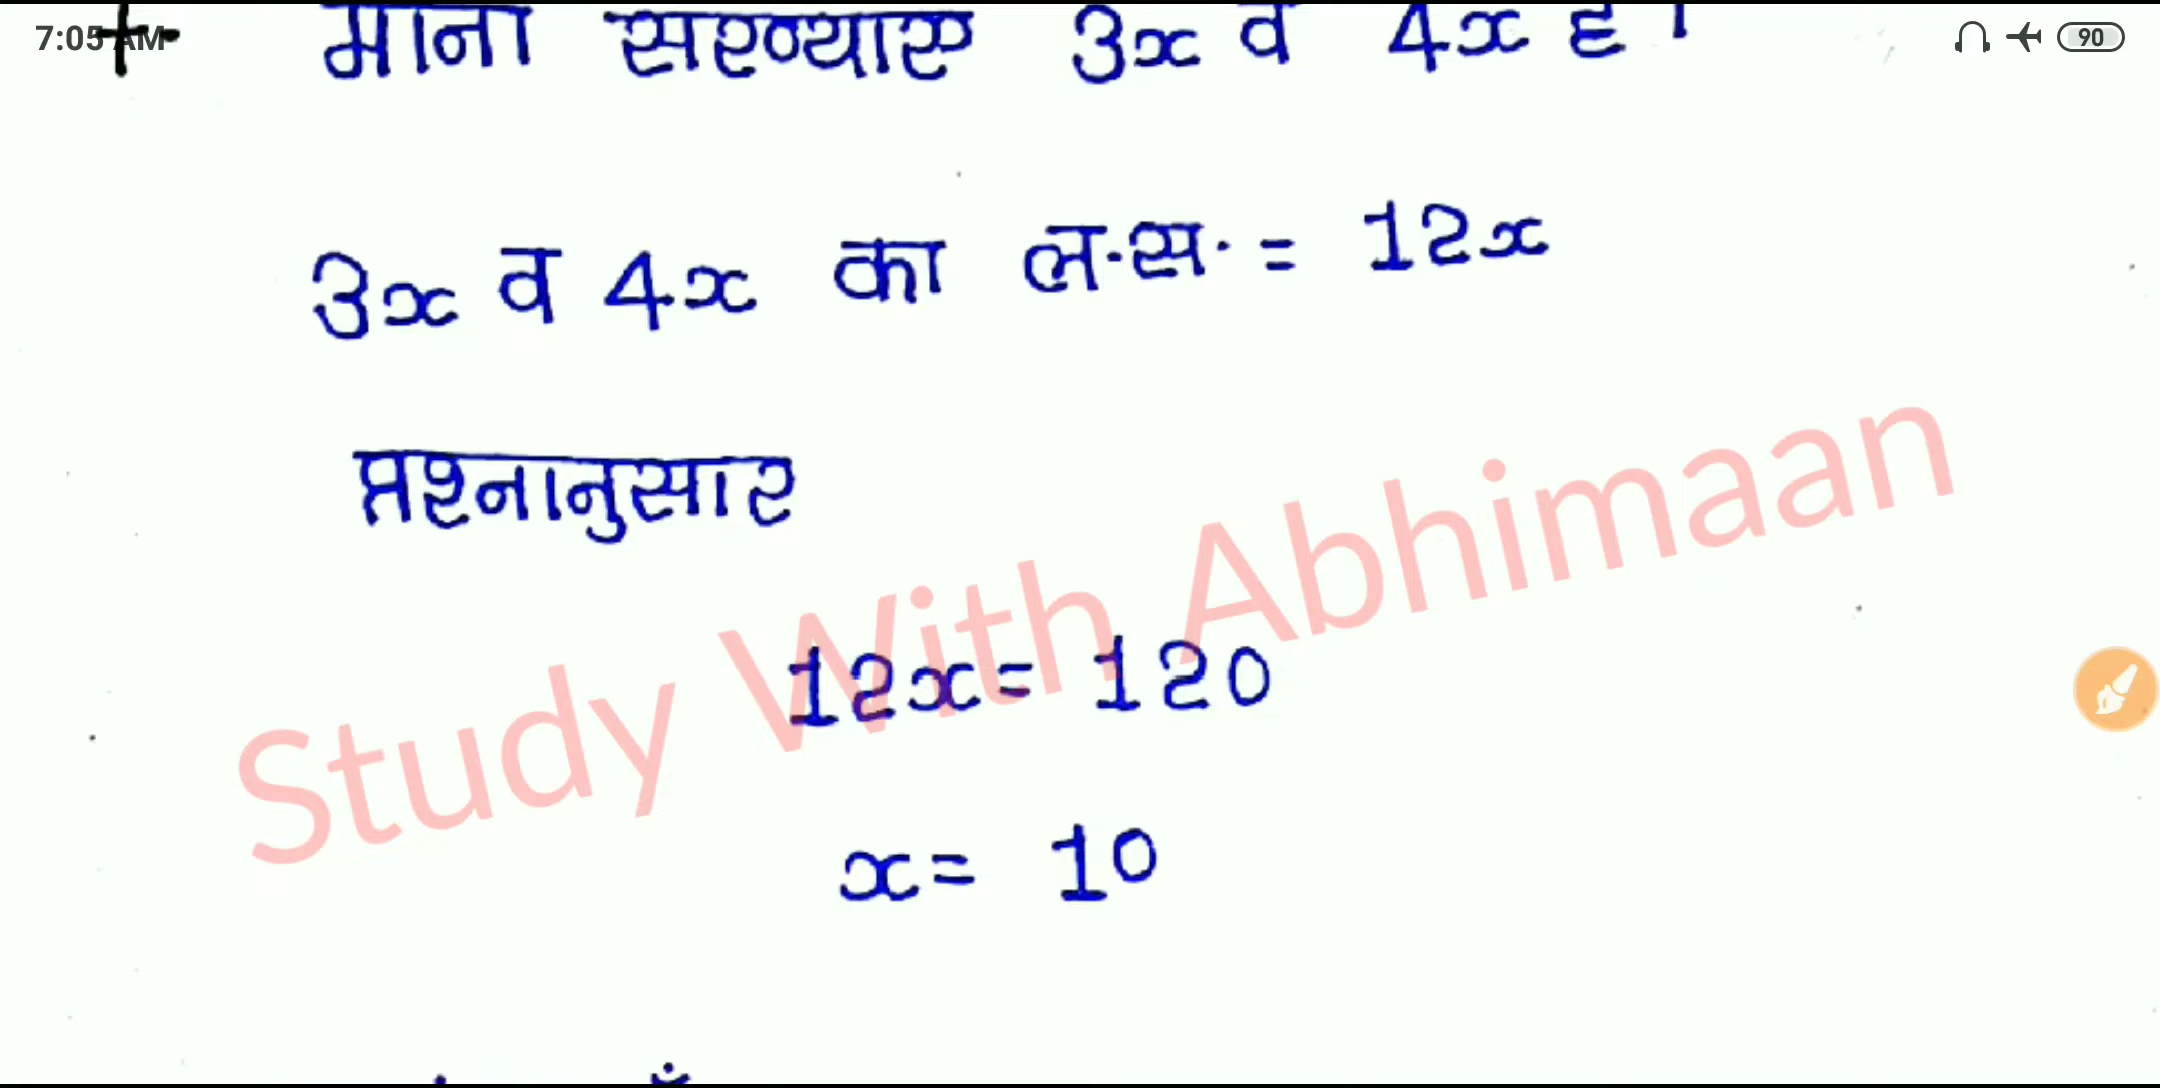 7:05 AM
90
माना संख्याएं 3x व 4x है।
3x व 4x का ल.स. = 12x
प्रश्नानुसार
12x = 120
x = 10
Study With Abhimaan